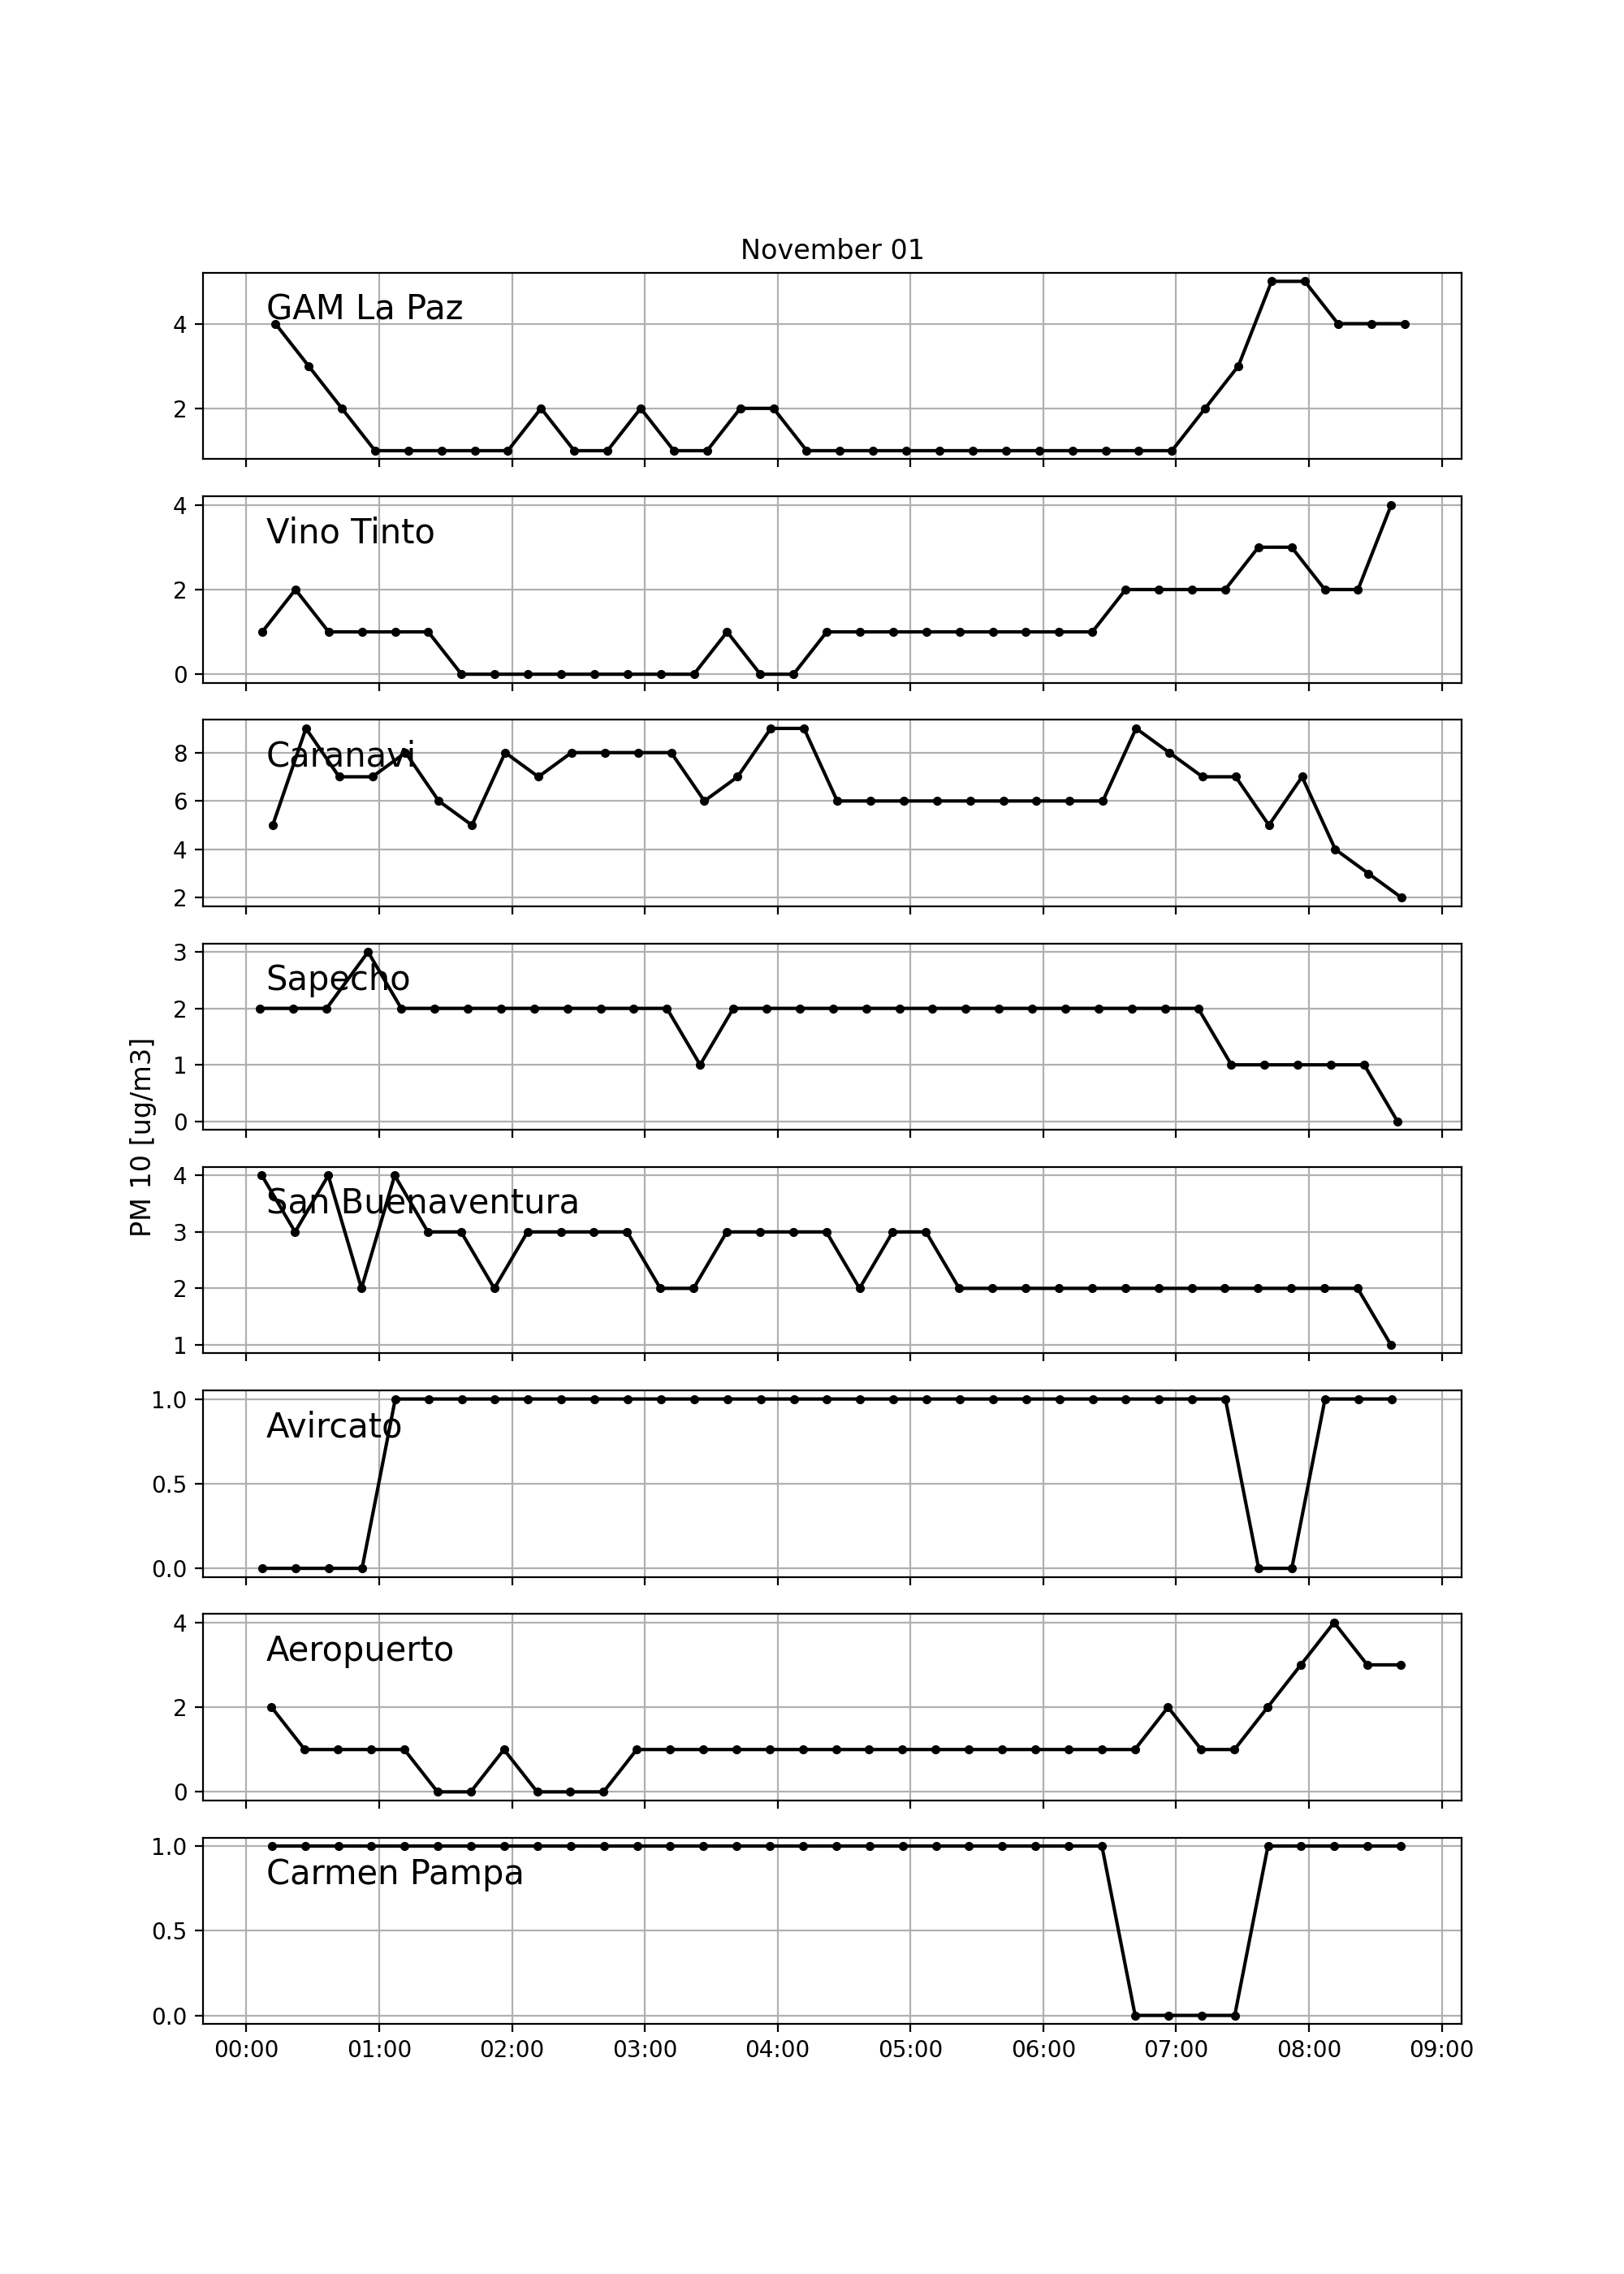 November 01
GAM La Paz
4
2
Vino Tinto
4
2
0
Caranavi
8
6
4
2
Sapecho
3
2
1
0
PM 10 [ug/m3]
San Buenaventura
4
3
2
1
Avircato
1.0
0.5
0.0
Aeropuerto
4
2
0
Carmen Pampa
1.0
0.5
0.0
00:00 01:00 02:00 03:00 04:00 05:00 06:00 07:00 08:00 09:00